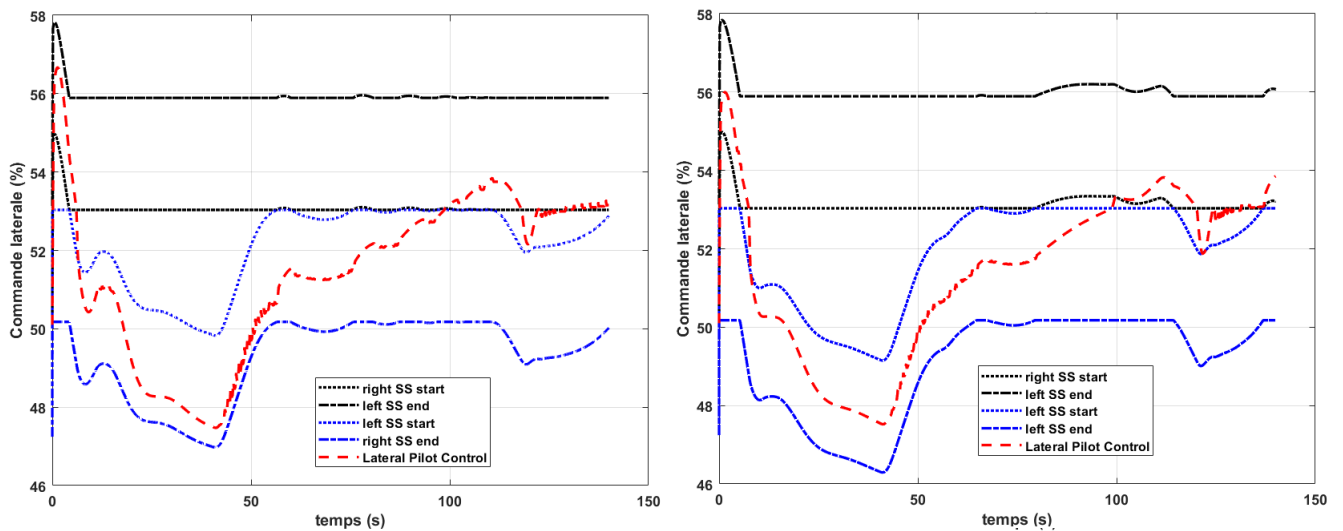 58
56
54
52
50
48
46
Commande laterale (%)
right SS start
left SS end
left SS start
right SS end
Lateral Pilot Control
0
50
100
150
temps (s)
58
56
54
52
50
48
46
Commande laterale (%)
right SS start
left SS end
left SS start
left SS end
Lateral Pilot Control
0
50
100
150
temps (s)